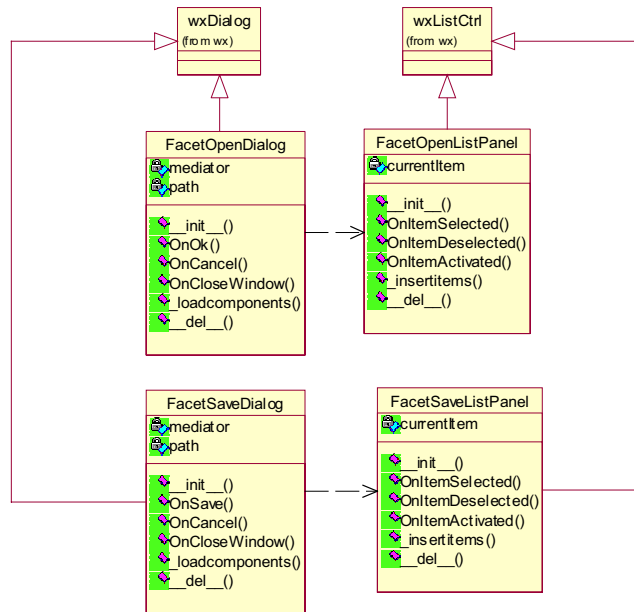 wxDialog
(from wx)
wxListCtrl
(from wx)
FacetOpenDialog
mediator
path
__init__()
OnOk()
OnCancel()
OnCloseWindow()
_loadcomponents()
__del__()
FacetOpenListPanel
currentItem
__init__()
OnItemSelected()
OnItemDeselected()
OnItemActivated()
_insertitems()
__del__()
FacetSaveDialog
mediator
path
__init__()
OnSave()
OnCancel()
OnCloseWindow()
_loadcomponents()
__del__()
FacetSaveListPanel
currentItem
__init__()
OnItemSelected()
OnItemDeselected()
OnItemActivated()
_insertitems()
__del__()